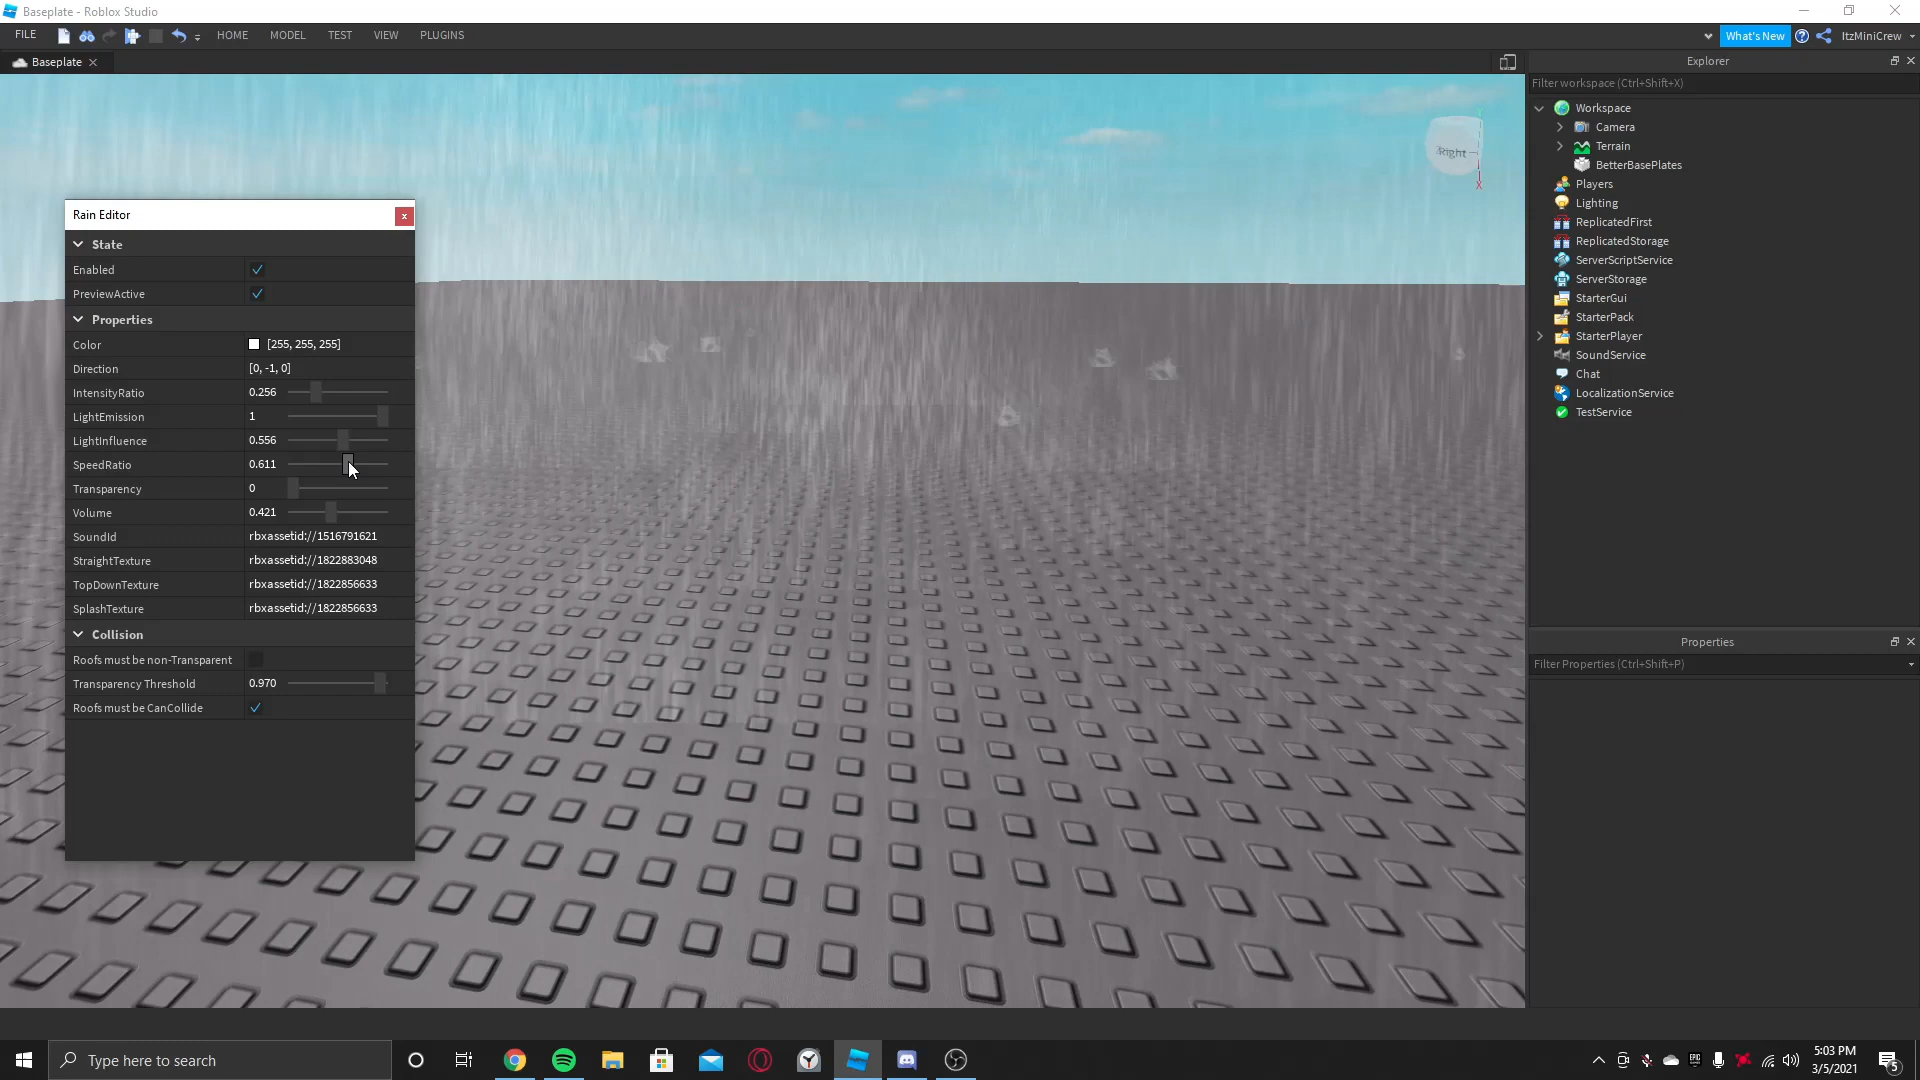 Baseplate - Roblox Studio
FILE HOME MODEL TEST VIEW PLUGINS What's New ItzMiniCrew
Baseplate
Explorer
Filter workspace (Ctrl+Shift+X)
Workspace
Camera
Terrain
BetterBasePlates
Players
Lighting
ReplicatedFirst
ReplicatedStorage
ServerScriptService
ServerStorage
StarterGui
StarterPack
StarterPlayer
SoundService
Chat
LocalizationService
TestService
Properties
Filter Properties (Ctrl+Shift+P)
Right
X
Rain Editor
State
Enabled
PreviewActive
Properties
Color [255, 255, 255]
Direction [0, -1, 0]
IntensityRatio 0.256
LightEmission 1
LightInfluence 0.556
SpeedRatio 0.611
Transparency 0
Volume 0.421
SoundId rbxassetid://1516791621
StraightTexture rbxassetid://1822883048
TopDownTexture rbxassetid://1822856633
SplashTexture rbxassetid://1822856633
Collision
Roofs must be non-Transparent
Transparency Threshold 0.970
Roofs must be CanCollide
Type here to search
EPIC
5:03 PM
3/5/2021
5